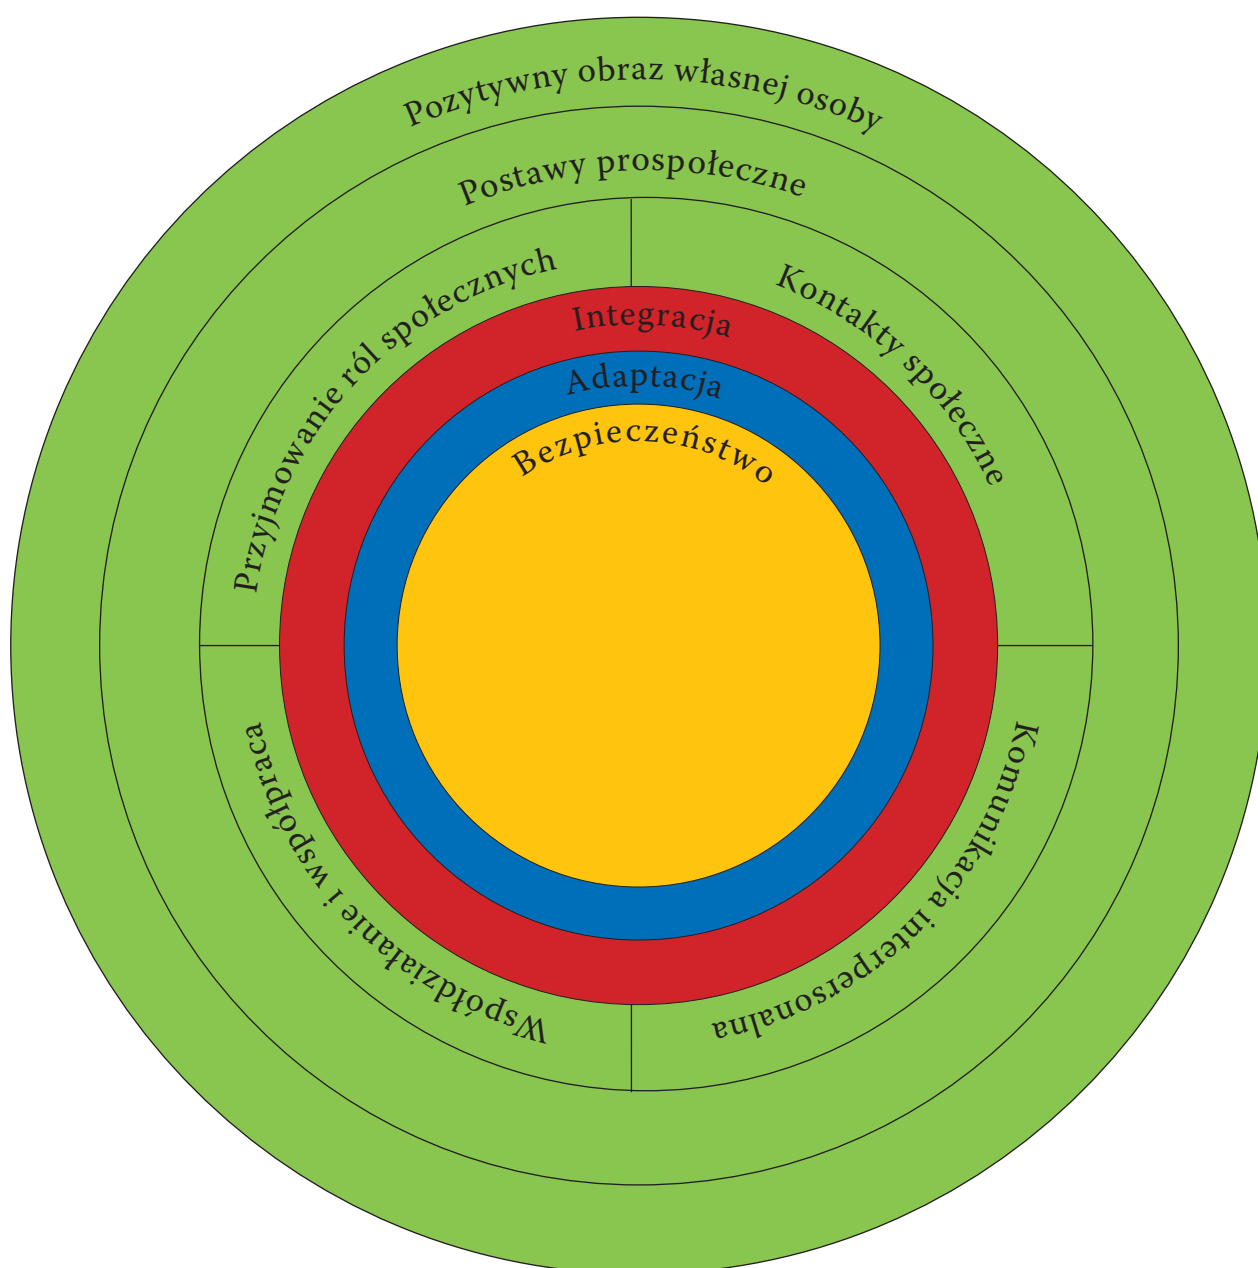 Pozytywny obraz własnej osoby
Postawy prospołeczne
Przyjmowanie ról społecznych
Kontakty społeczne
Integracja
Adaptacja
Bezpieczeństwo
Współdziałanie i współpraca
Komunikacja interpersonalna